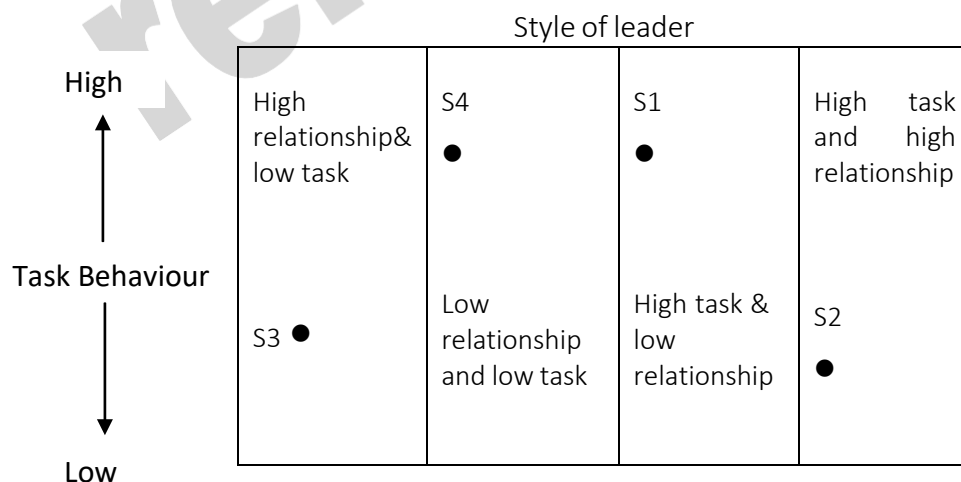 Style of leader
High
Task Behaviour
Low
High
relationship&
low task
S3
S4
Low
relationship
and low task
S1
High task &
low
relationship
High task
and high
relationship
S2